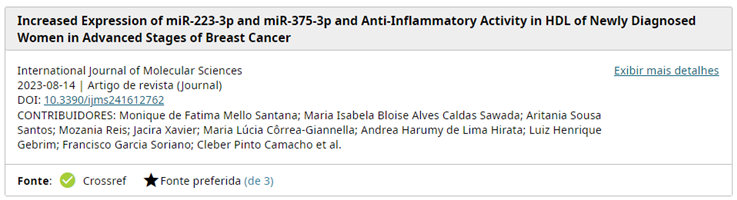 Increased Expression of miR-223-3p and miR-375-3p and Anti-Inflammatory Activity in HDL of Newly Diagnosed
Women in Advanced Stages of Breast Cancer
International Journal of Molecular Sciences
Exibir mais detalhes
2023-08-14 | Artigo de revista (Journal)
DOI: 10.3390/ijms241612762
CONTRIBUIDORES: Monique de Fatima Mello Santana; Maria Isabela Bloise Alves Caldas Sawada; Aritania Sousa
Santos; Mozania Reis; Jacira Xavier; Maria Lúcia Côrrea-Giannella; Andrea Harumy de Lima Hirata; Luiz Henrique
Gebrim; Francisco Garcia Soriano; Cleber Pinto Camacho et al.
Fonte: Crossref Fonte preferida (de 3)